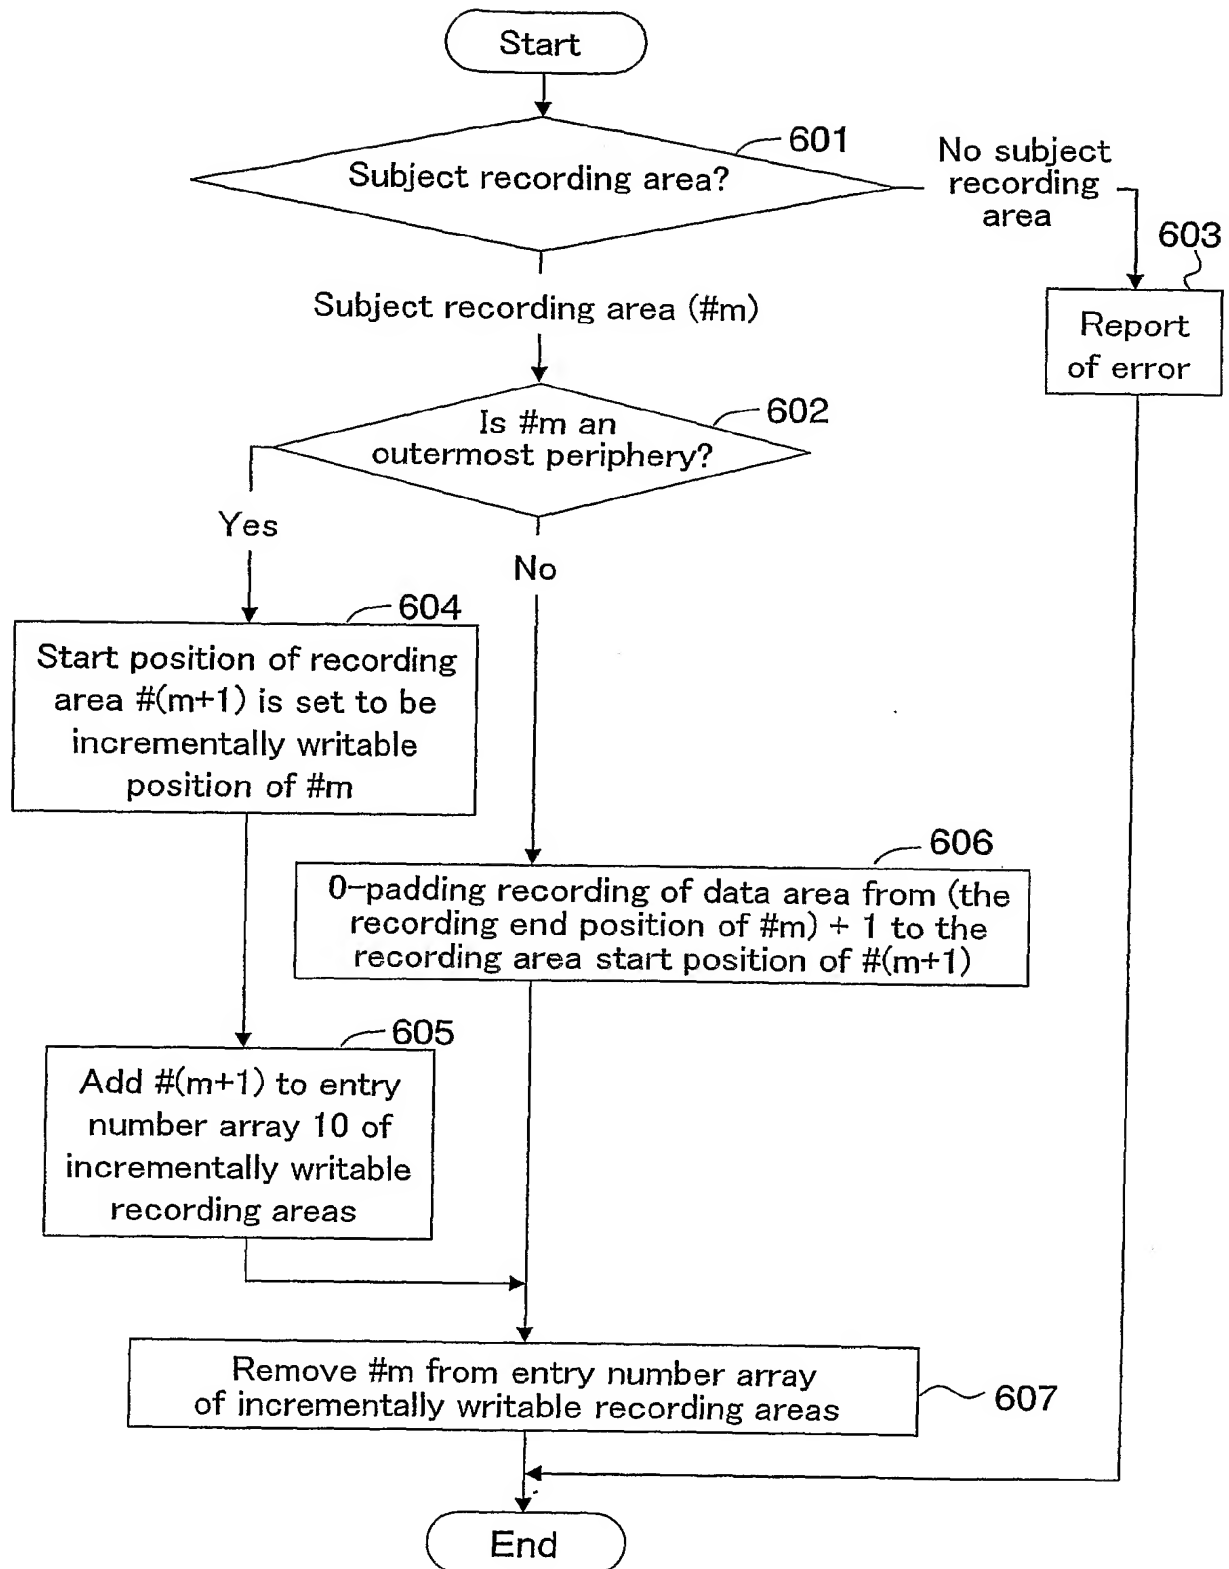 Start
601
Subject recording area?
No subject
recording
area
603
Subject recording area (#m)
Report
of error
602
Is #m an
outermost periphery?
Yes
No
604
Start position of recording
area #(m+1) is set to be
incrementally writable
position of #m
606
0-padding recording of data area from (the
recording end position of #m) + 1 to the
recording area start position of #(m+1)
605
Add #(m+1) to entry
number array 10 of
incrementally writable
recording areas
Remove #m from entry number array
of incrementally writable recording areas
607
End